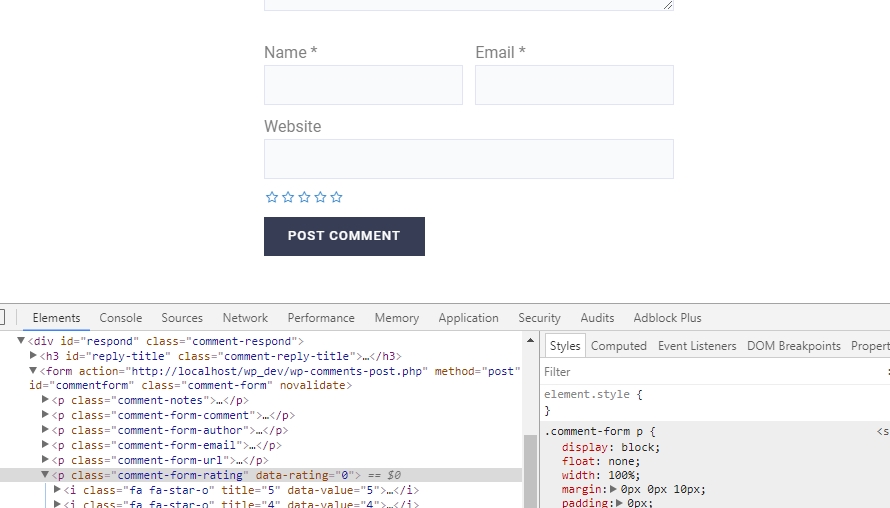 Name * Email *
Website
POST COMMENT
Elements Console Sources Network Performance Memory Application Security Audits Adblock Plus
<div id="respond" class="comment-respond">
<h3 id="reply-title" class="comment-reply-title">…</h3>
<form action="http://localhost/wp_dev/wp-comments-post.php" method="post"
id="commentform" class="comment-form" novalidate>
<p class="comment-notes">…</p>
<p class="comment-form-comment">…</p>
<p class="comment-form-author">…</p>
<p class="comment-form-email">…</p>
<p class="comment-form-url">…</p>
<p class="comment-form-rating" data-rating="0"> == $0
<i class="fa fa-star-o" title="5" data-value="5">…</i>
<i class="fa fa-star-o" title="4" data-value="4">…</i>
Styles Computed Event Listeners DOM Breakpoints Propert
Filter
element.style {
}
.comment-form p { <s
display: block;
float: none;
width: 100%;
margin: 0px 0px 10px;
padding: 0px;